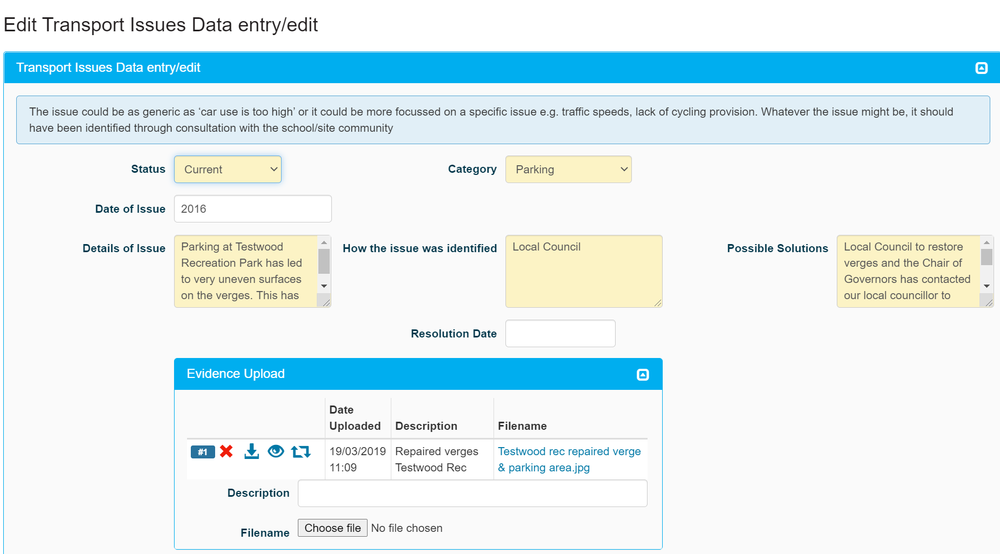 Edit Transport Issues Data entry/edit
Transport Issues Data entry/edit
The issue could be as generic as ‘car use is too high’ or it could be more focussed on a specific issue e.g. traffic speeds, lack of cycling provision. Whatever the issue might be, it should
have been identified through consultation with the school/site community
Status Current Category Parking
Date of Issue 2016
Details of Issue
Parking at Testwood
Recreation Park has led
to very uneven surfaces
on the verges. This has
How the issue was identified
Local Council
Possible Solutions
Local Council to restore
verges and the Chair of
Governors has contacted
our local councillor to
Resolution Date
Evidence Upload
Date
Uploaded
Description
Filename
#1
19/03/2019
11:09
Repaired verges
Testwood Rec
Testwood rec repaired verge
& parking area.jpg
Description
Filename Choose file No file chosen